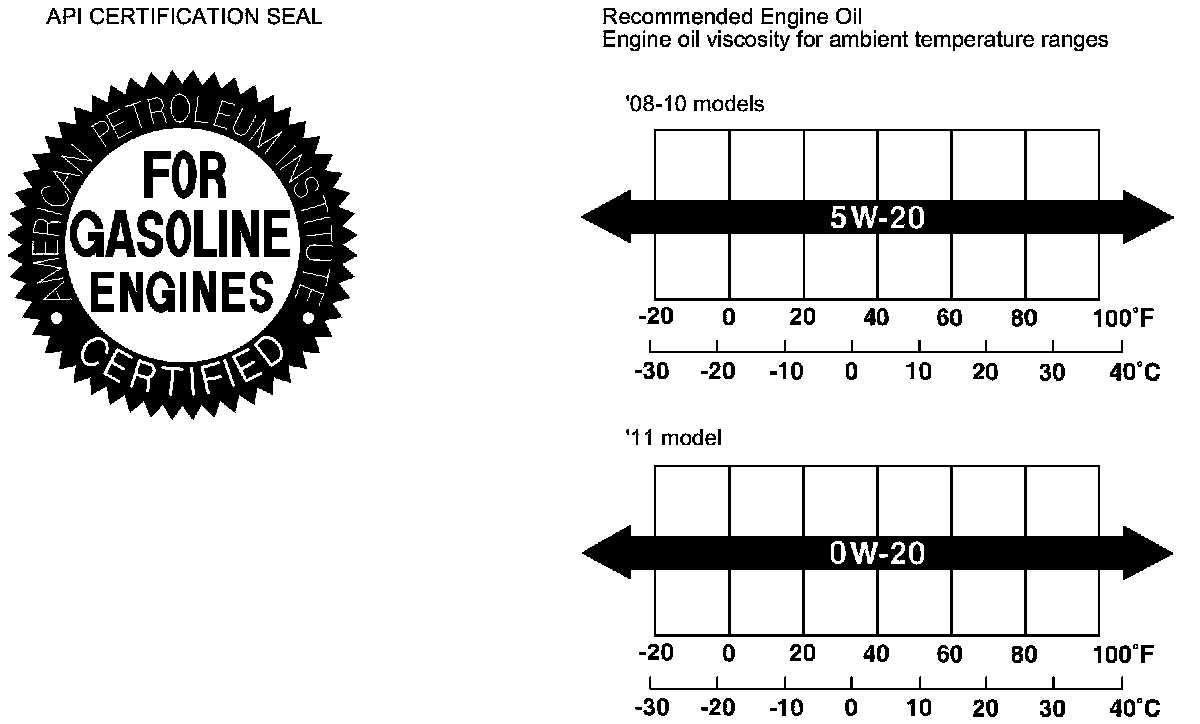 API CERTIFICATION SEAL
AMERICAN PETROLEUM INSTITUTE
FOR
GASOLINE
ENGINES
CERTIFIED
Recommended Engine Oil
Engine oil viscosity for ambient temperature ranges
'08-10 models
5W-20
-20 0 20 40 60 80 100˚F
-30 -20 -10 0 10 20 30 40˚C
'11 model
0W-20
-20 0 20 40 60 80 100˚F
-30 -20 -10 0 10 20 30 40˚C